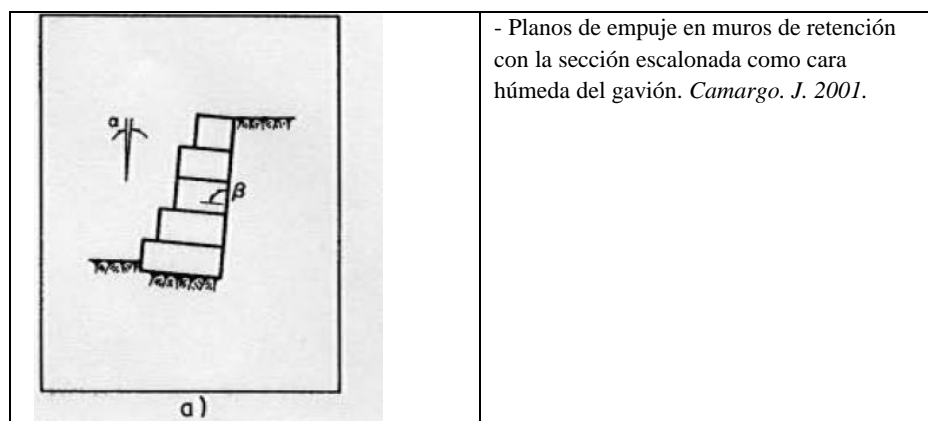 - Planos de empuje en muros de retención
con la sección escalonada como cara
húmeda del gavión. Camargo. J. 2001.
α
β
a)